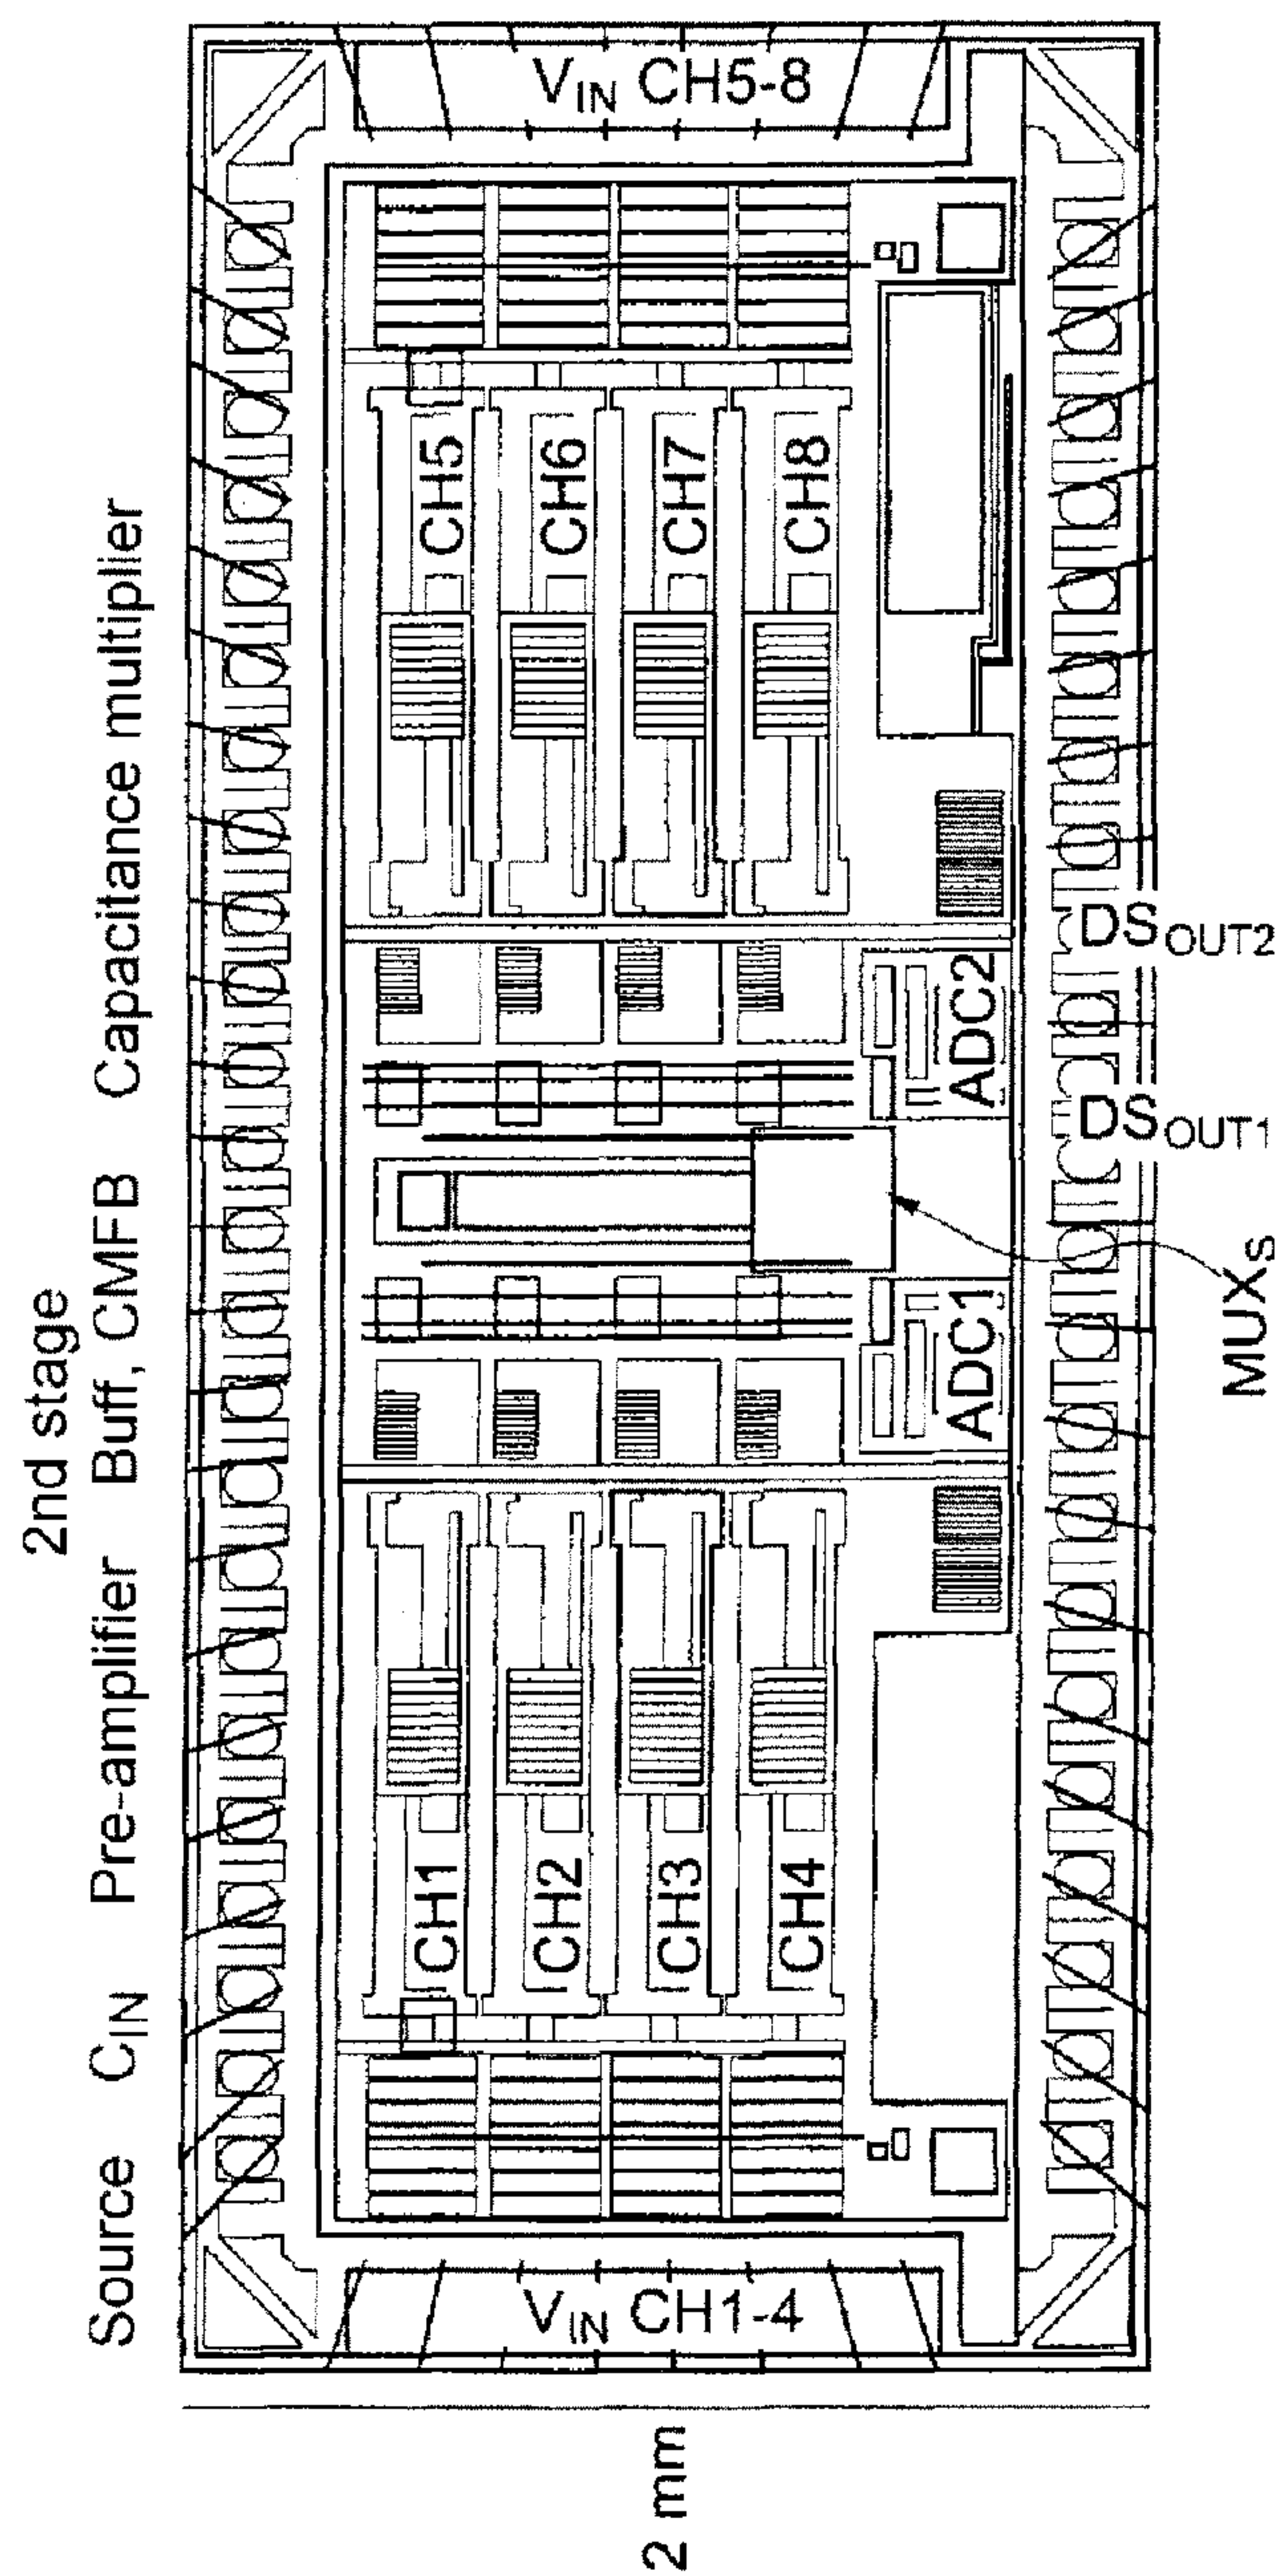 2nd stage
Source C_IN Pre-amplifier Buff, CMFB Capacitance multiplier
2 mm
V_IN CH1-4
V_IN CH5-8
CH1
CH5
CH2
CH6
CH3
CH7
CH4
CH8
ADC1
ADC2
DS_OUT1
DS_OUT2
MUX_S